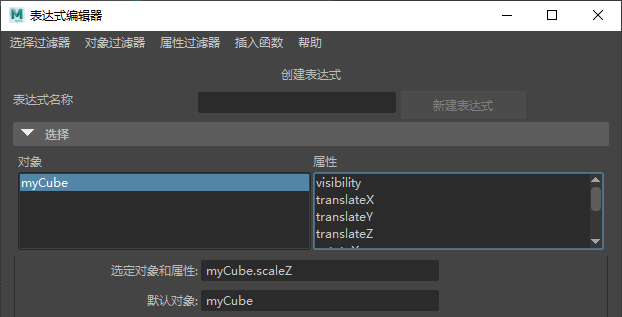 表达式编辑器
选择过滤器 对象过滤器 属性过滤器 插入函数 帮助
创建表达式
表达式名称 新建表达式
选择
对象 属性
myCube visibility
translateX
translateY
translateZ
选定对象和属性: myCube.scaleZ
默认对象: myCube